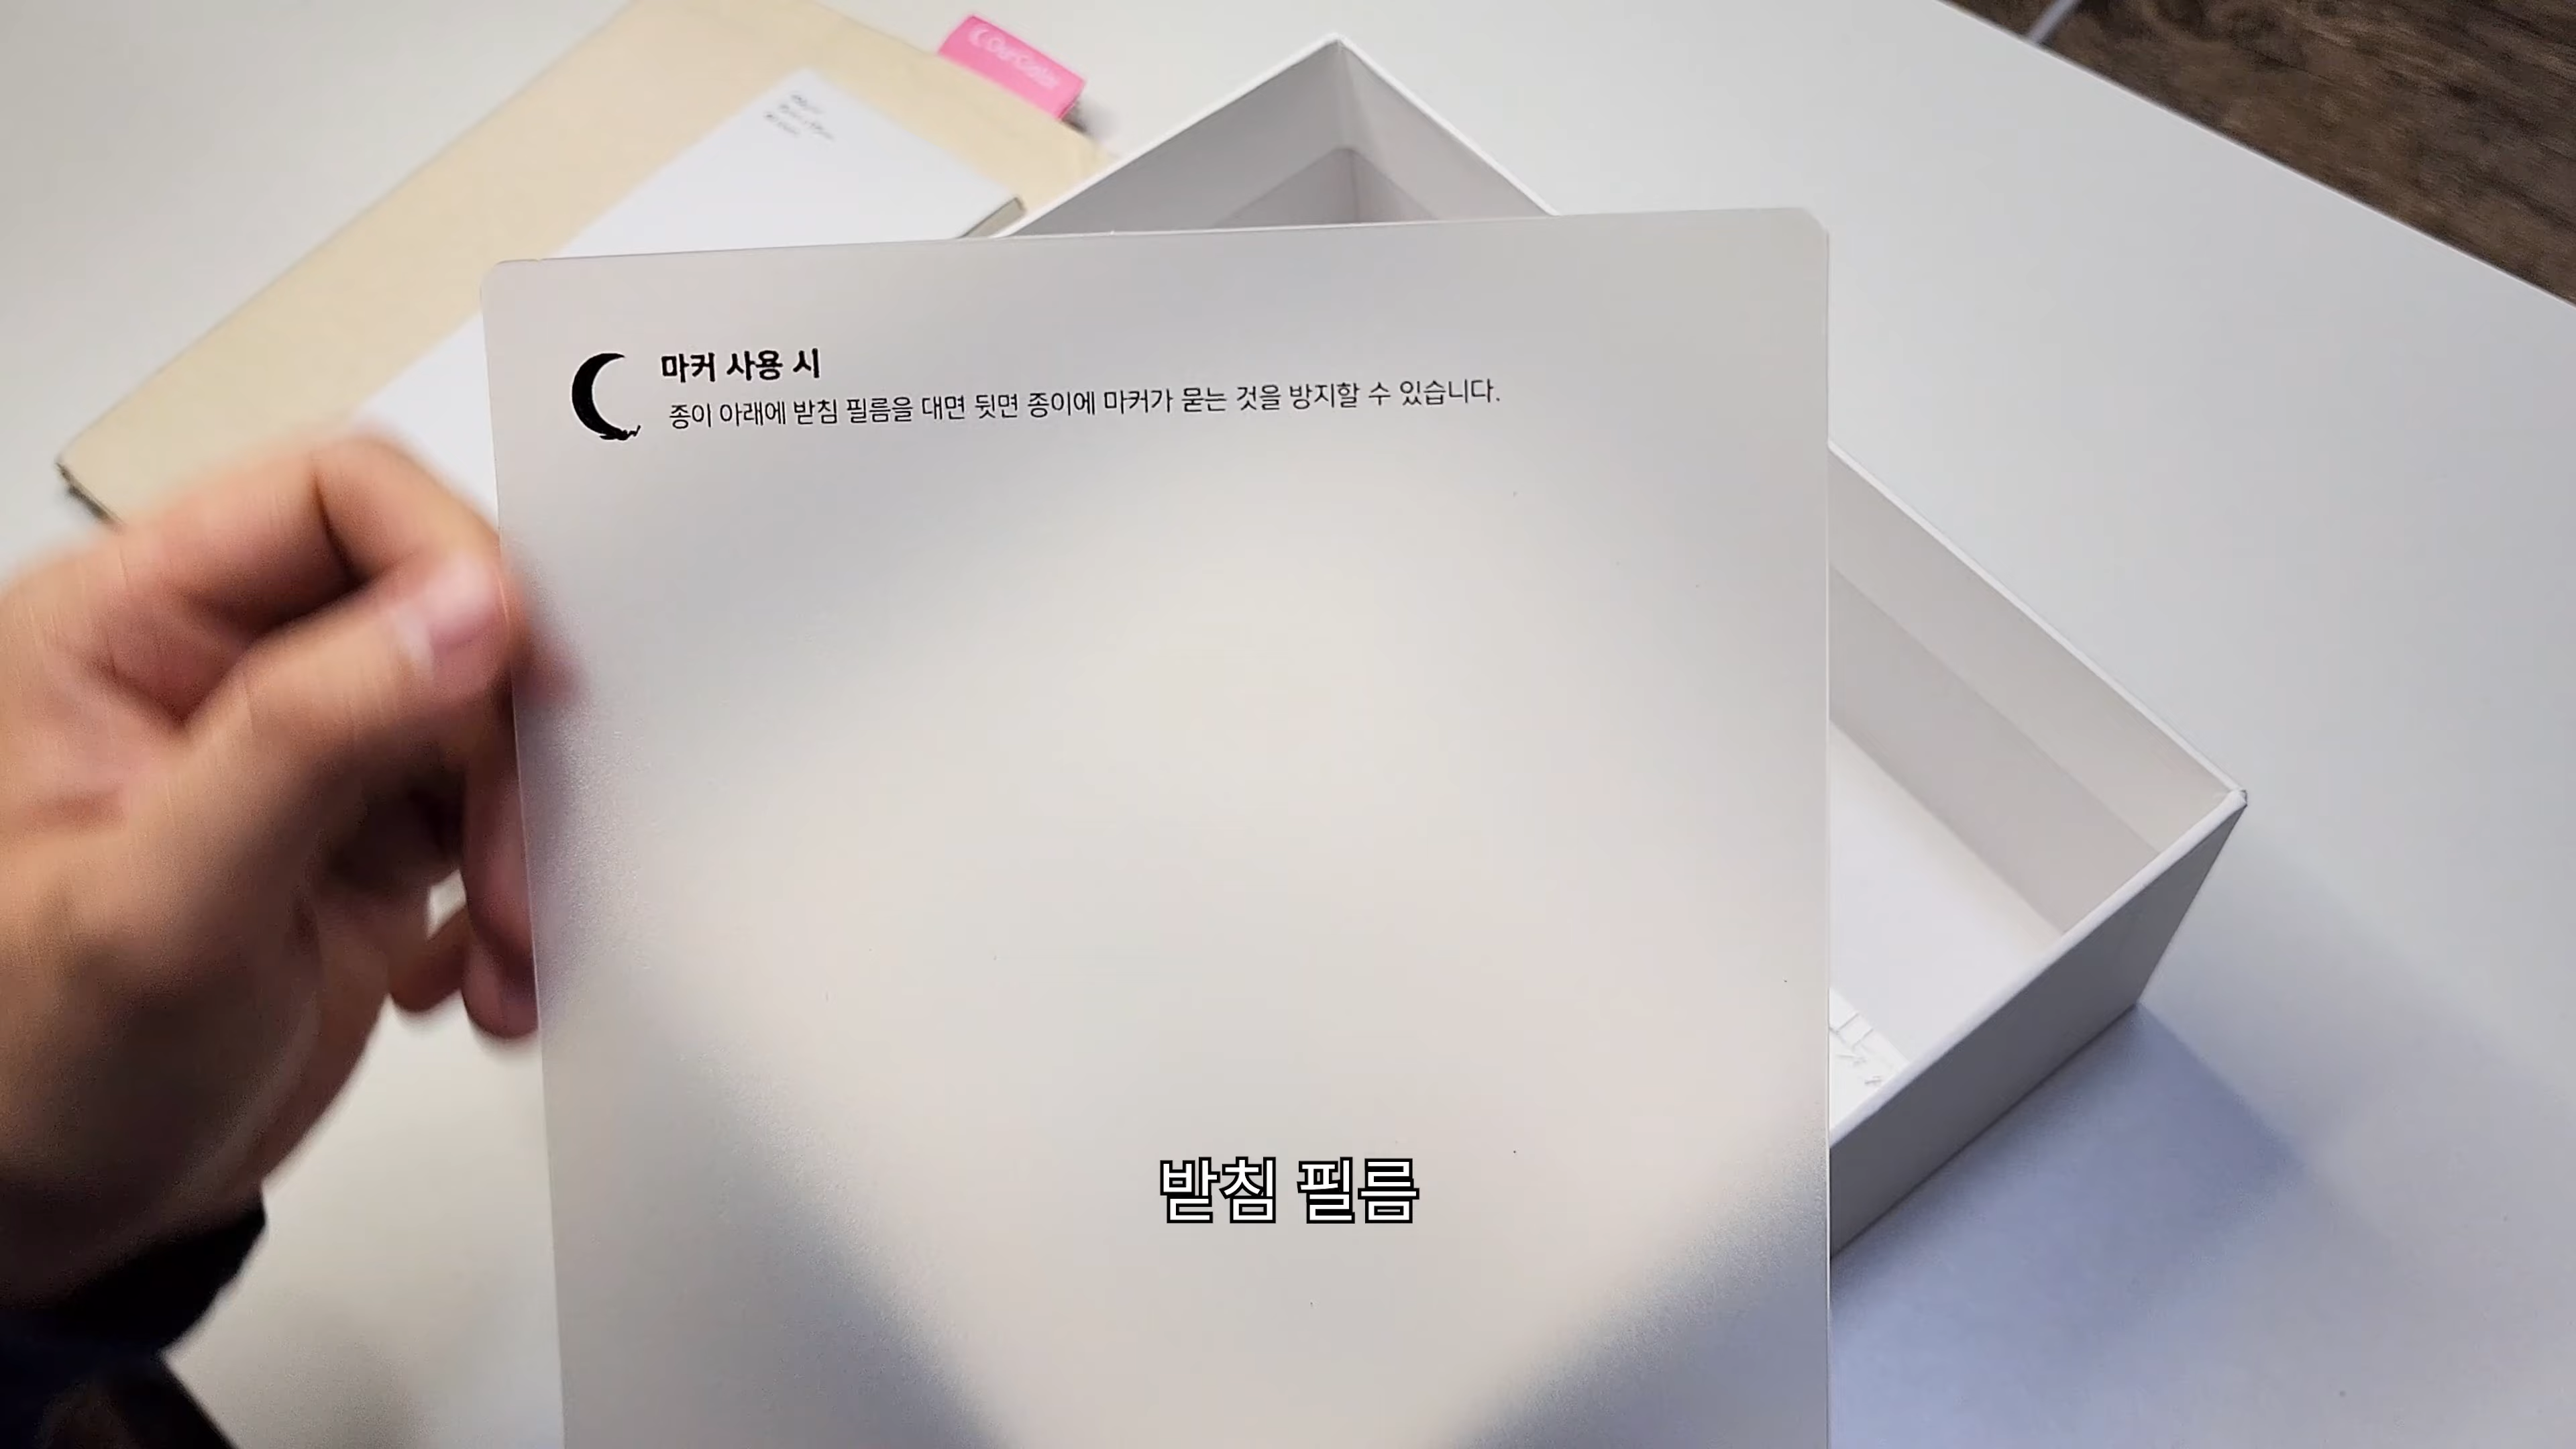 마커 사용 시
종이 아래에 받침 필름을 대면 뒷면 종이에 마커가 묻는 것을 방지할 수 있습니다.
받침 필름